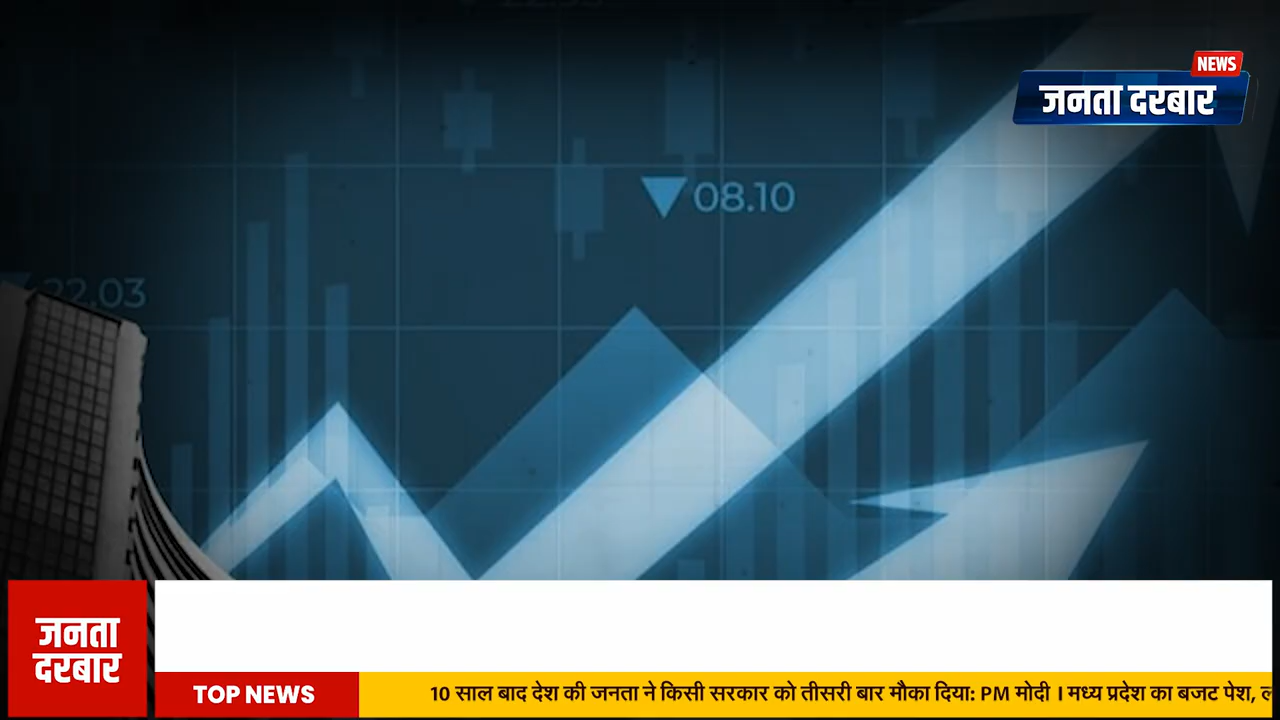 NEWS
जनता दरबार
08.10
22.03
जनता
दरबार
TOP NEWS
10 साल बाद देश की जनता ने किसी सरकार को तीसरी बार मौका दिया: PM मोदी । मध्य प्रदेश का बजट पेश,